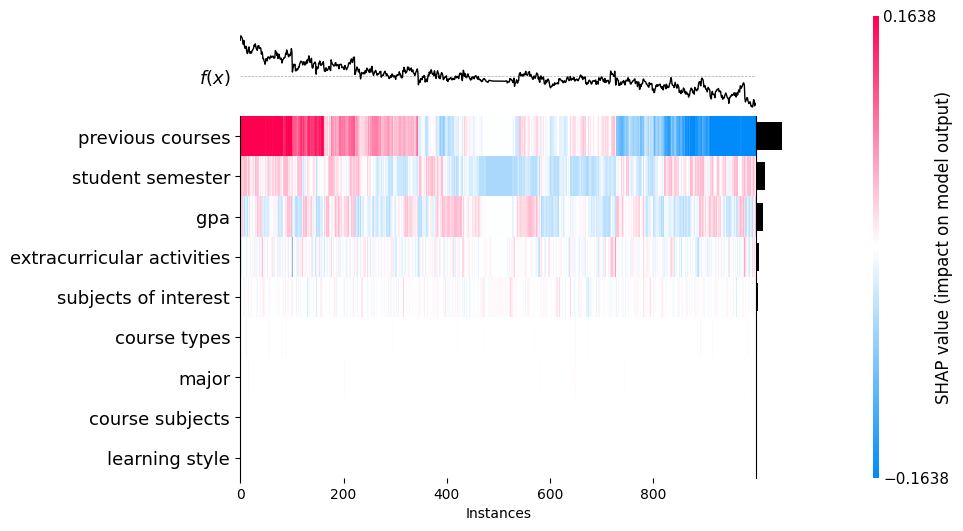 0.1638
f(x)
previous courses
student semester
gpa
extracurricular activities
subjects of interest
course types
major
course subjects
learning style
0 200 400 600 800
Instances
SHAP value (impact on model output)
−0.1638